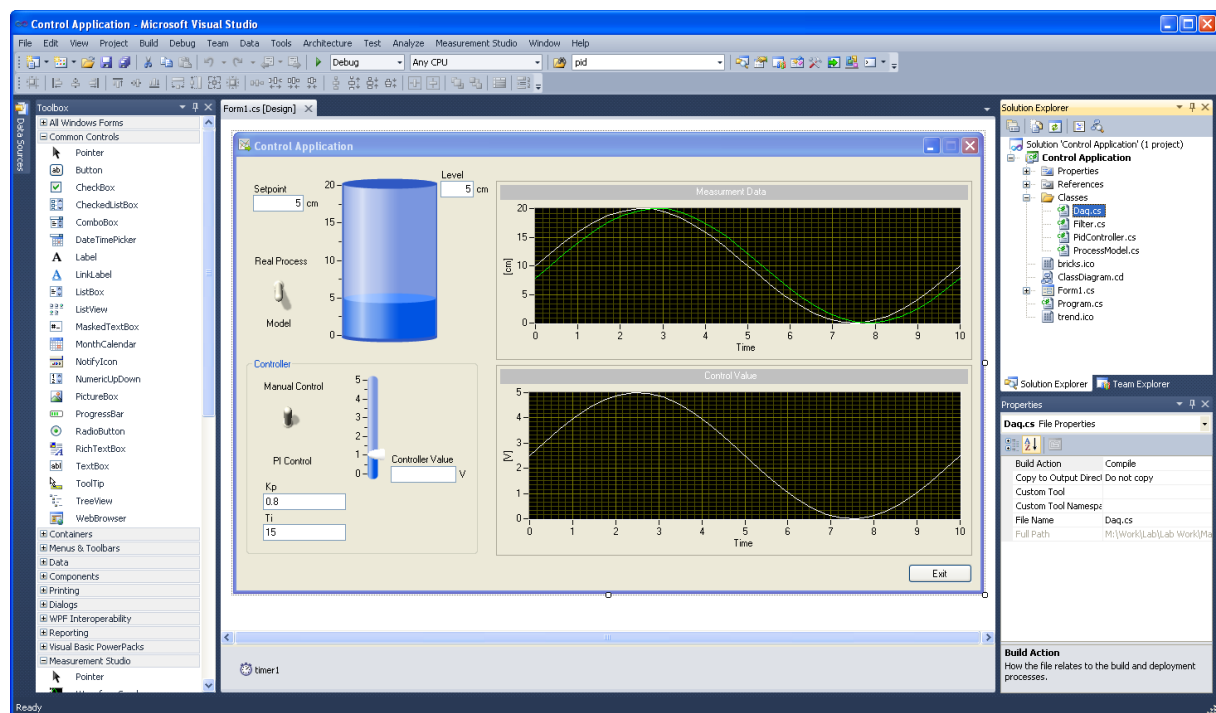 Control Application - Microsoft Visual Studio
File Edit View Project Build Debug Team Data Tools Architecture Test Analyze Measurement Studio Window Help
Debug Any CPU pid
Data Sources
Toolbox
All Windows Forms
Common Controls
Pointer
Button
CheckBox
CheckedListBox
ComboBox
DateTimePicker
Label
LinkLabel
ListBox
ListView
MaskedTextBox
MonthCalendar
NotifyIcon
NumericUpDown
PictureBox
ProgressBar
RadioButton
RichTextBox
TextBox
ToolTip
TreeView
WebBrowser
Containers
Menus & Toolbars
Data
Components
Printing
Dialogs
WPF Interoperability
Reporting
Visual Basic PowerPacks
Measurement Studio
Pointer
Form1.cs [Design]
Control Application
Setpoint
5 cm
Level
5 cm
20
15
10
5
0
Real Process
Model
Controller
Manual Control
PI Control
5
4
3
2
1
0
Controller Value
V
Kp
0.8
Ti
15
Measurment Data
[cm]
20
15
10
5
0
0 1 2 3 4 5 6 7 8 9 10
Time
Control Value
[V]
5
4
3
2
1
0
0 1 2 3 4 5 6 7 8 9 10
Time
Exit
timer1
Solution Explorer
Solution 'Control Application' (1 project)
Control Application
Properties
References
Classes
Daq.cs
Filter.cs
PidController.cs
ProcessModel.cs
bricks.ico
ClassDiagram.cd
Form1.cs
Program.cs
trend.ico
Solution Explorer Team Explorer
Properties
Daq.cs File Properties
Build Action Compile
Copy to Output Direct Do not copy
Custom Tool
Custom Tool Namespa
File Name Daq.cs
Full Path M:\Work\Lab\Lab Work\Ma
Build Action
How the file relates to the build and deployment
processes.
Ready